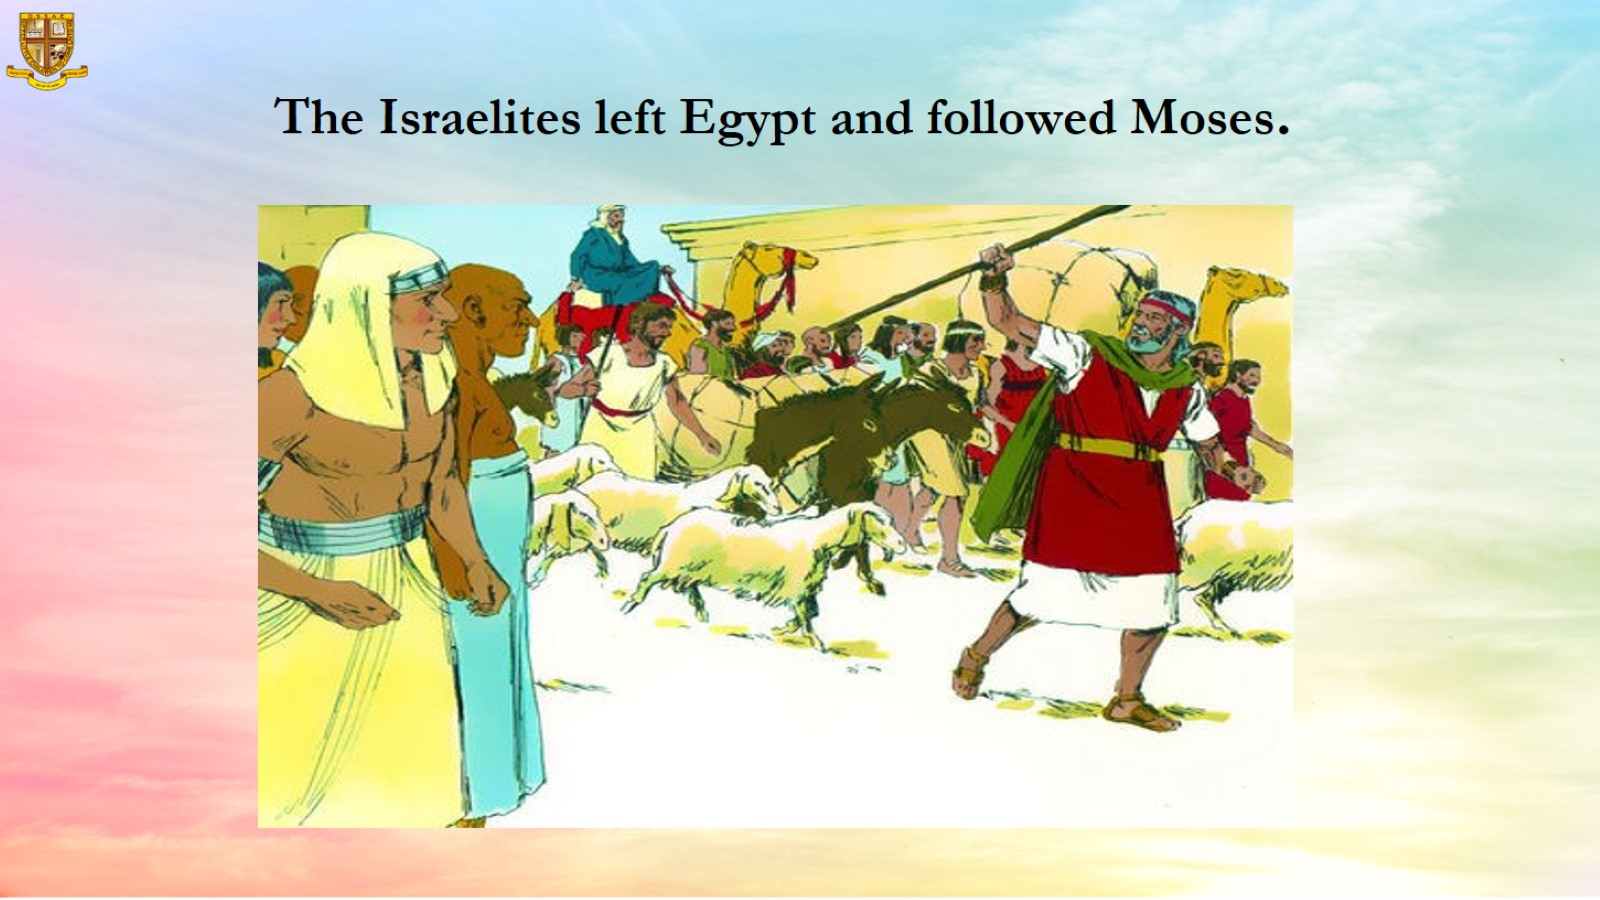 D.S.S.A.E.
The Israelites left Egypt and followed Moses.